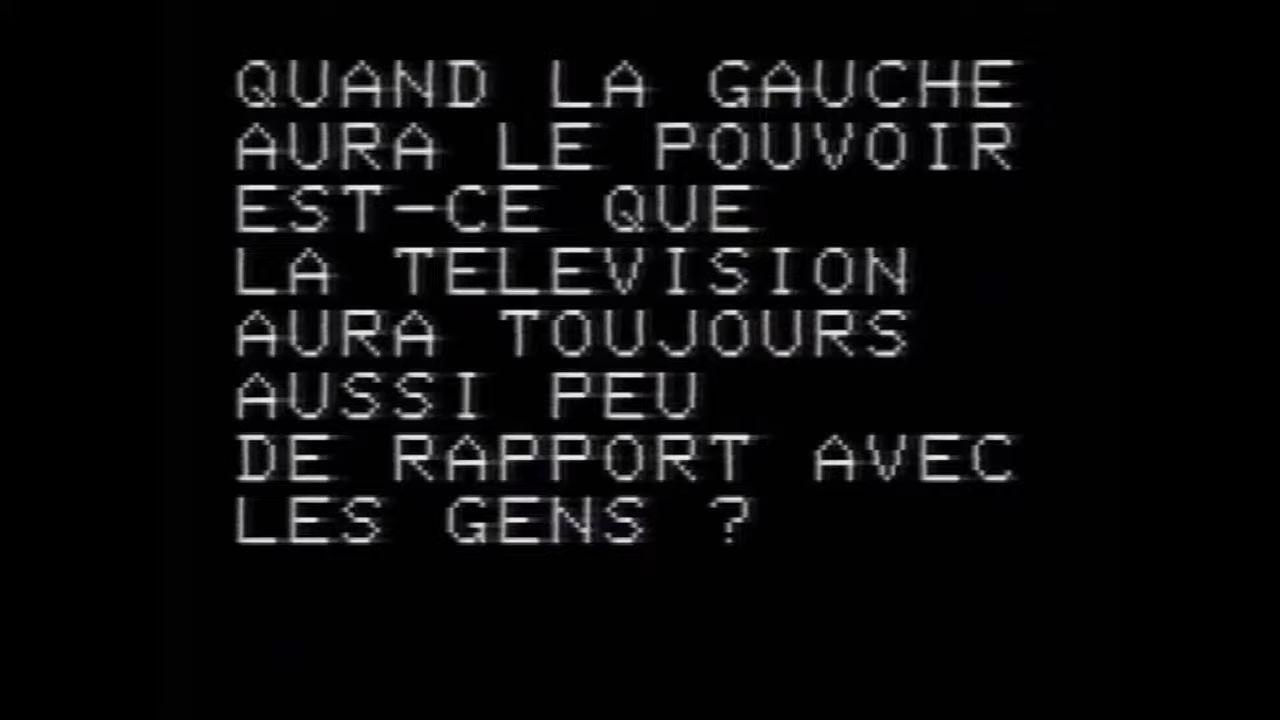 QUAND LA GAUCHE
AURA LE POUVOIR
EST-CE QUE
LA TELEVISION
AURA TOUJOURS
AUSSI PEU
DE RAPPORT AVEC
LES GENS ?